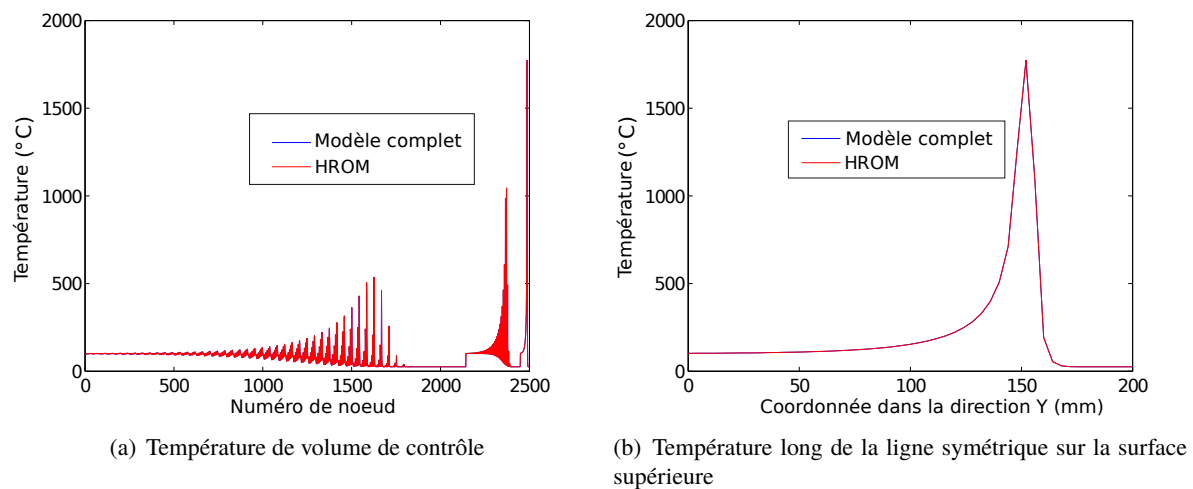 2000
1500
1000
500
0
Température (°C)
Modèle complet
HROM
0 500 1000 1500 2000 2500
Numéro de noeud
(a) Température de volume de contrôle
2000
1500
1000
500
0
Température (°C)
Modèle complet
HROM
0 50 100 150 200
Coordonnée dans la direction Y (mm)
(b) Température long de la ligne symétrique sur la surface
supérieure